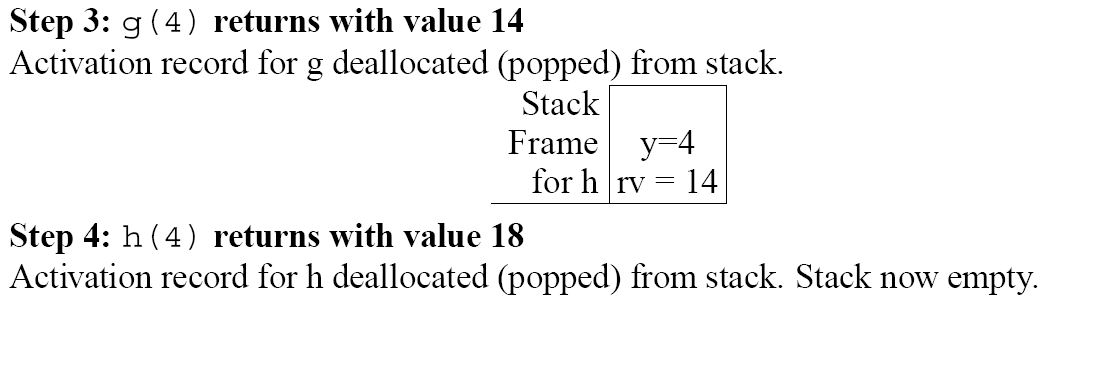 Step 3: g(4) returns with value 14
Activation record for g deallocated (popped) from stack.
Stack
Frame y=4
for h rv = 14
Step 4: h(4) returns with value 18
Activation record for h deallocated (popped) from stack. Stack now empty.